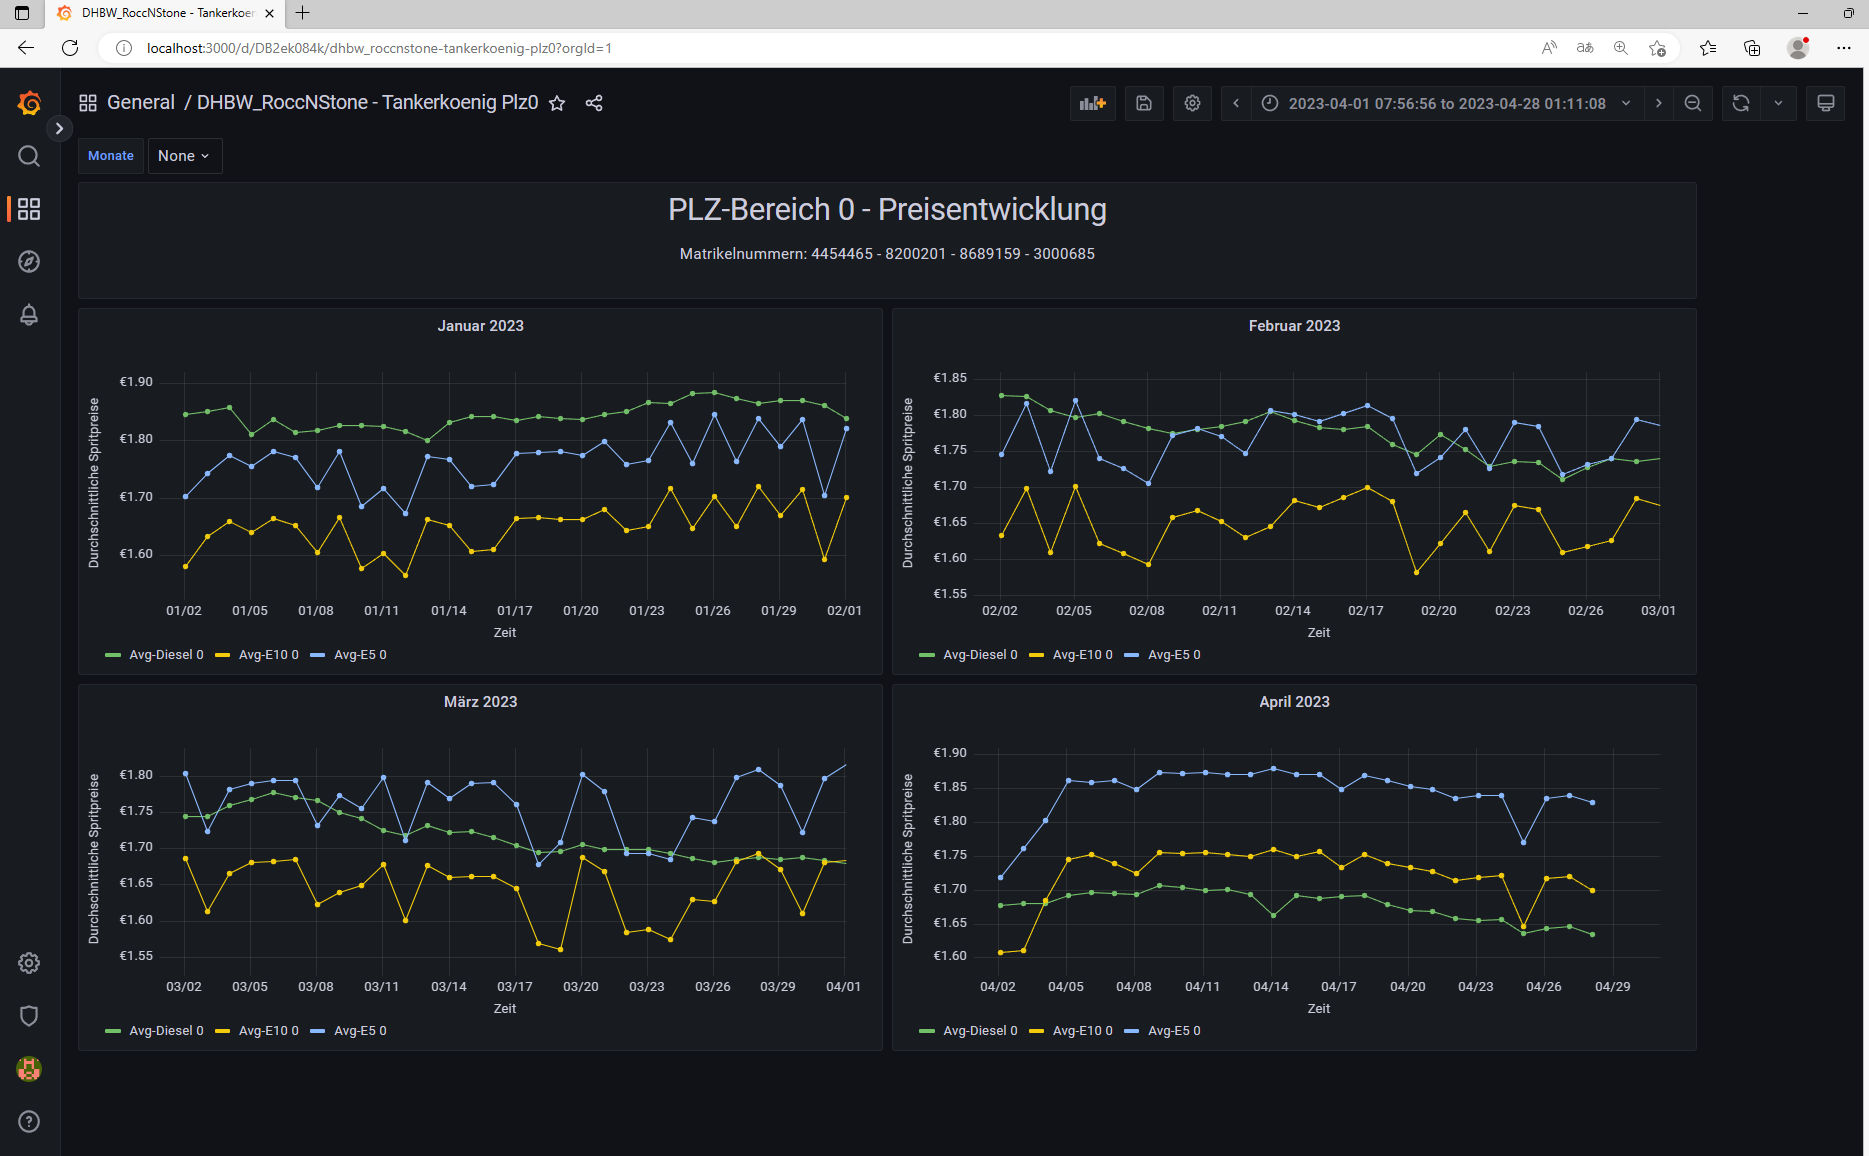 DHBW_RoccNStone - Tankerkoen
localhost:3000/d/DB2ek084k/dhbw_roccnstone-tankerkoenig-plz0?orgId=1
General / DHBW_RoccNStone - Tankerkoenig Plz0
2023-04-01 07:56:56 to 2023-04-28 01:11:08
Monate None
PLZ-Bereich 0 - Preisentwicklung
Matrikelnummern: 4454465 - 8200201 - 8689159 - 3000685
Januar 2023
Durchschnittliche Spritpreise
€1.90
€1.80
€1.70
€1.60
01/02 01/05 01/08 01/11 01/14 01/17 01/20 01/23 01/26 01/29 02/01
Zeit
Avg-Diesel 0 Avg-E10 0 Avg-E5 0
Februar 2023
Durchschnittliche Spritpreise
€1.85
€1.80
€1.75
€1.70
€1.65
€1.60
€1.55
02/02 02/05 02/08 02/11 02/14 02/17 02/20 02/23 02/26 03/01
Zeit
Avg-Diesel 0 Avg-E10 0 Avg-E5 0
März 2023
Durchschnittliche Spritpreise
€1.80
€1.75
€1.70
€1.65
€1.60
€1.55
03/02 03/05 03/08 03/11 03/14 03/17 03/20 03/23 03/26 03/29 04/01
Zeit
Avg-Diesel 0 Avg-E10 0 Avg-E5 0
April 2023
Durchschnittliche Spritpreise
€1.90
€1.85
€1.80
€1.75
€1.70
€1.65
€1.60
04/02 04/05 04/08 04/11 04/14 04/17 04/20 04/23 04/26 04/29
Zeit
Avg-Diesel 0 Avg-E10 0 Avg-E5 0